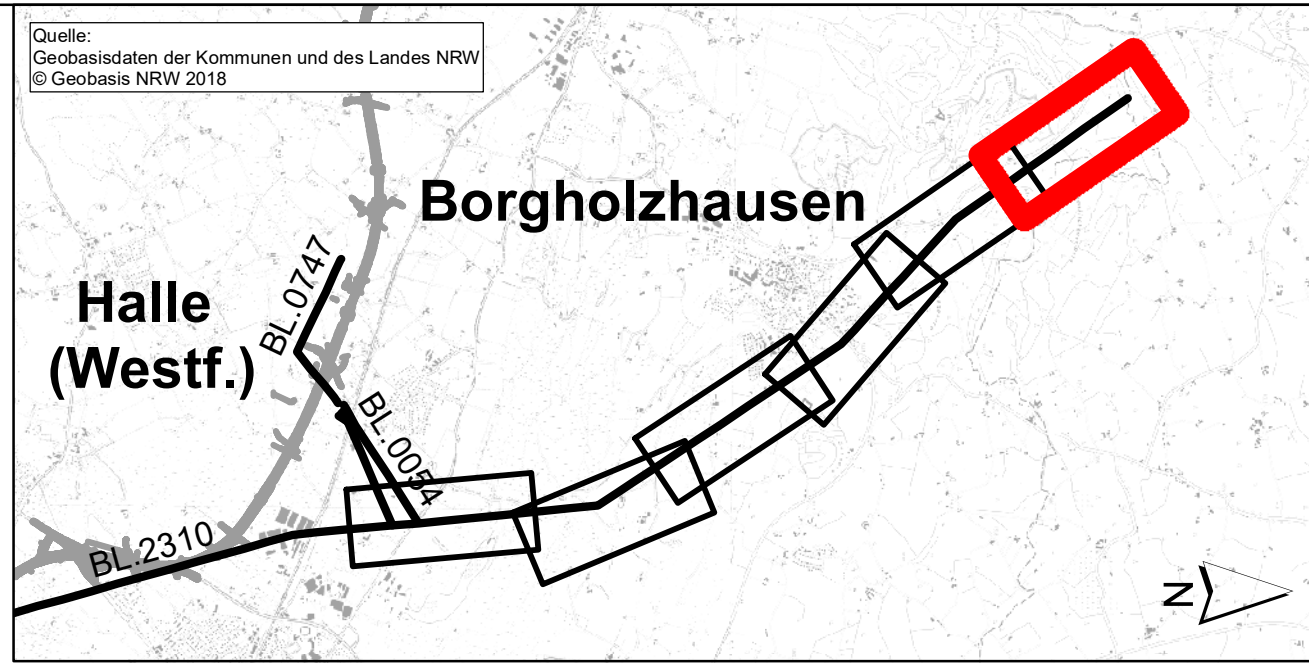 Quelle:
Geobasisdaten der Kommunen und des Landes NRW
© Geobasis NRW 2018
Borgholzhausen
Halle
(Westf.)
BL.0747
BL.0054
BL.2310
N